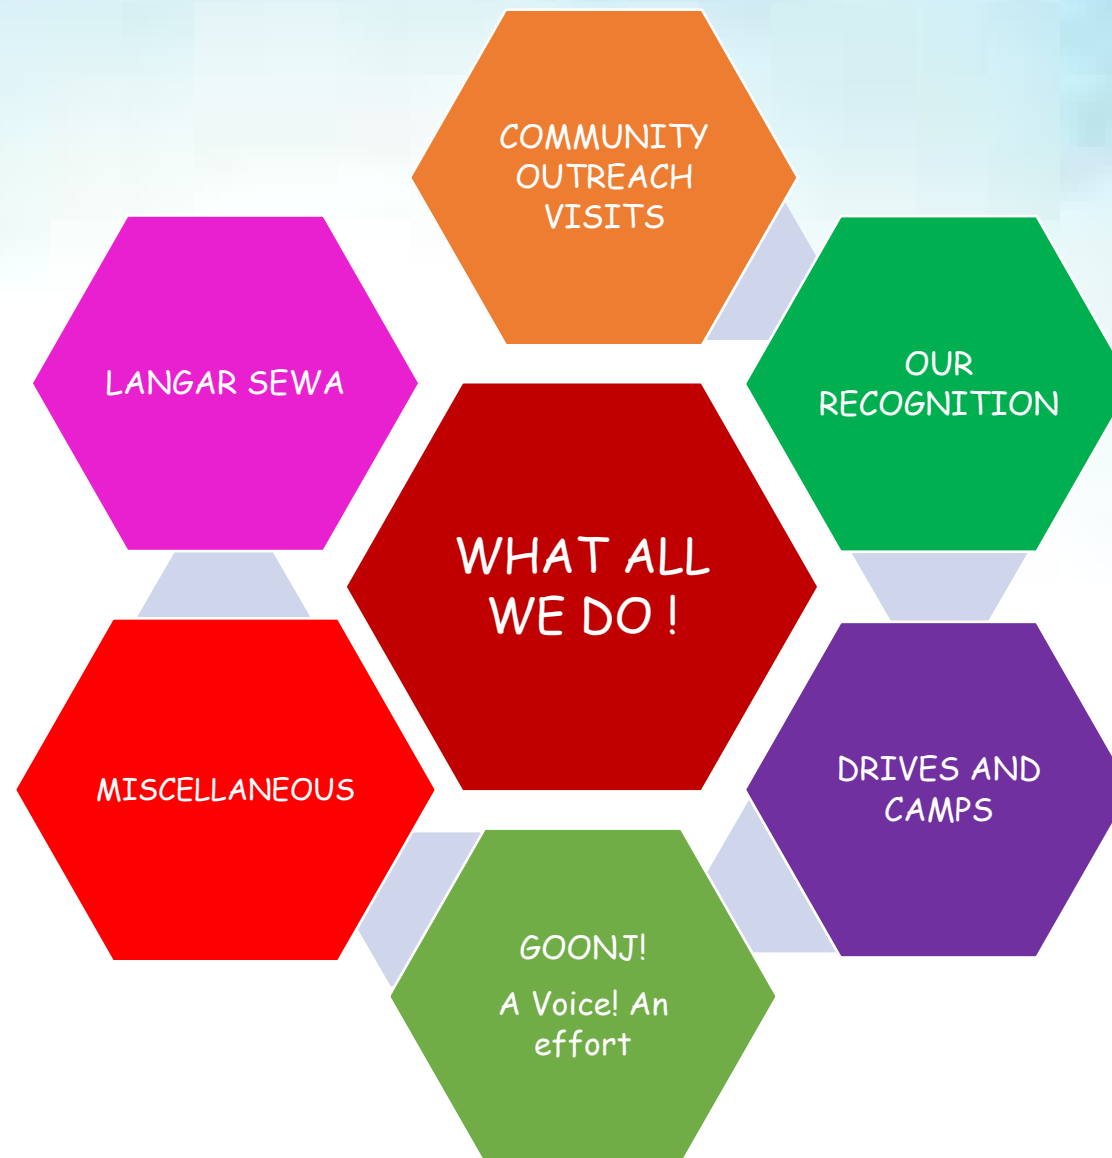 COMMUNITY
OUTREACH
VISITS
LANGAR SEWA
OUR
RECOGNITION
WHAT ALL
WE DO !
MISCELLANEOUS
DRIVES AND
CAMPS
GOONJ!
A Voice! An
effort